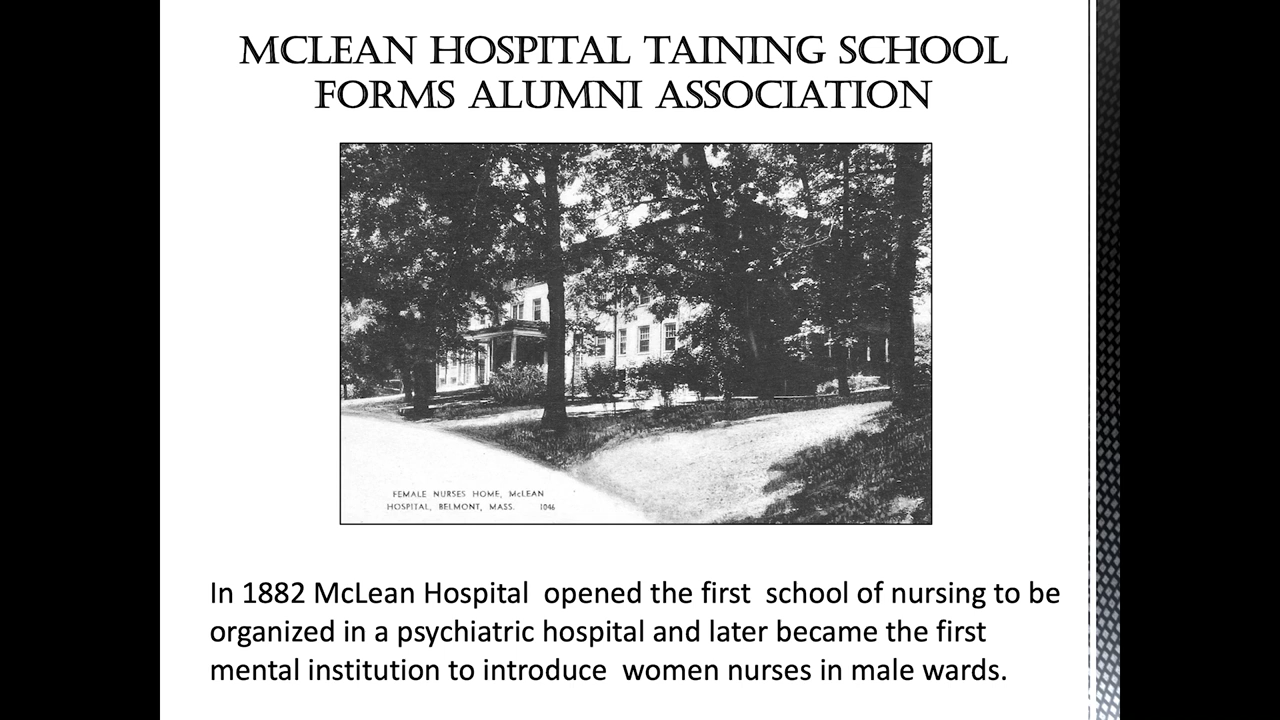 MCLEAN HOSPITAL TAINING SCHOOL
FORMS ALUMNI ASSOCIATION
FEMALE NURSES HOME, McLEAN
HOSPITAL, BELMONT, MASS. 1046
In 1882 McLean Hospital opened the first school of nursing to be
organized in a psychiatric hospital and later became the first
mental institution to introduce women nurses in male wards.